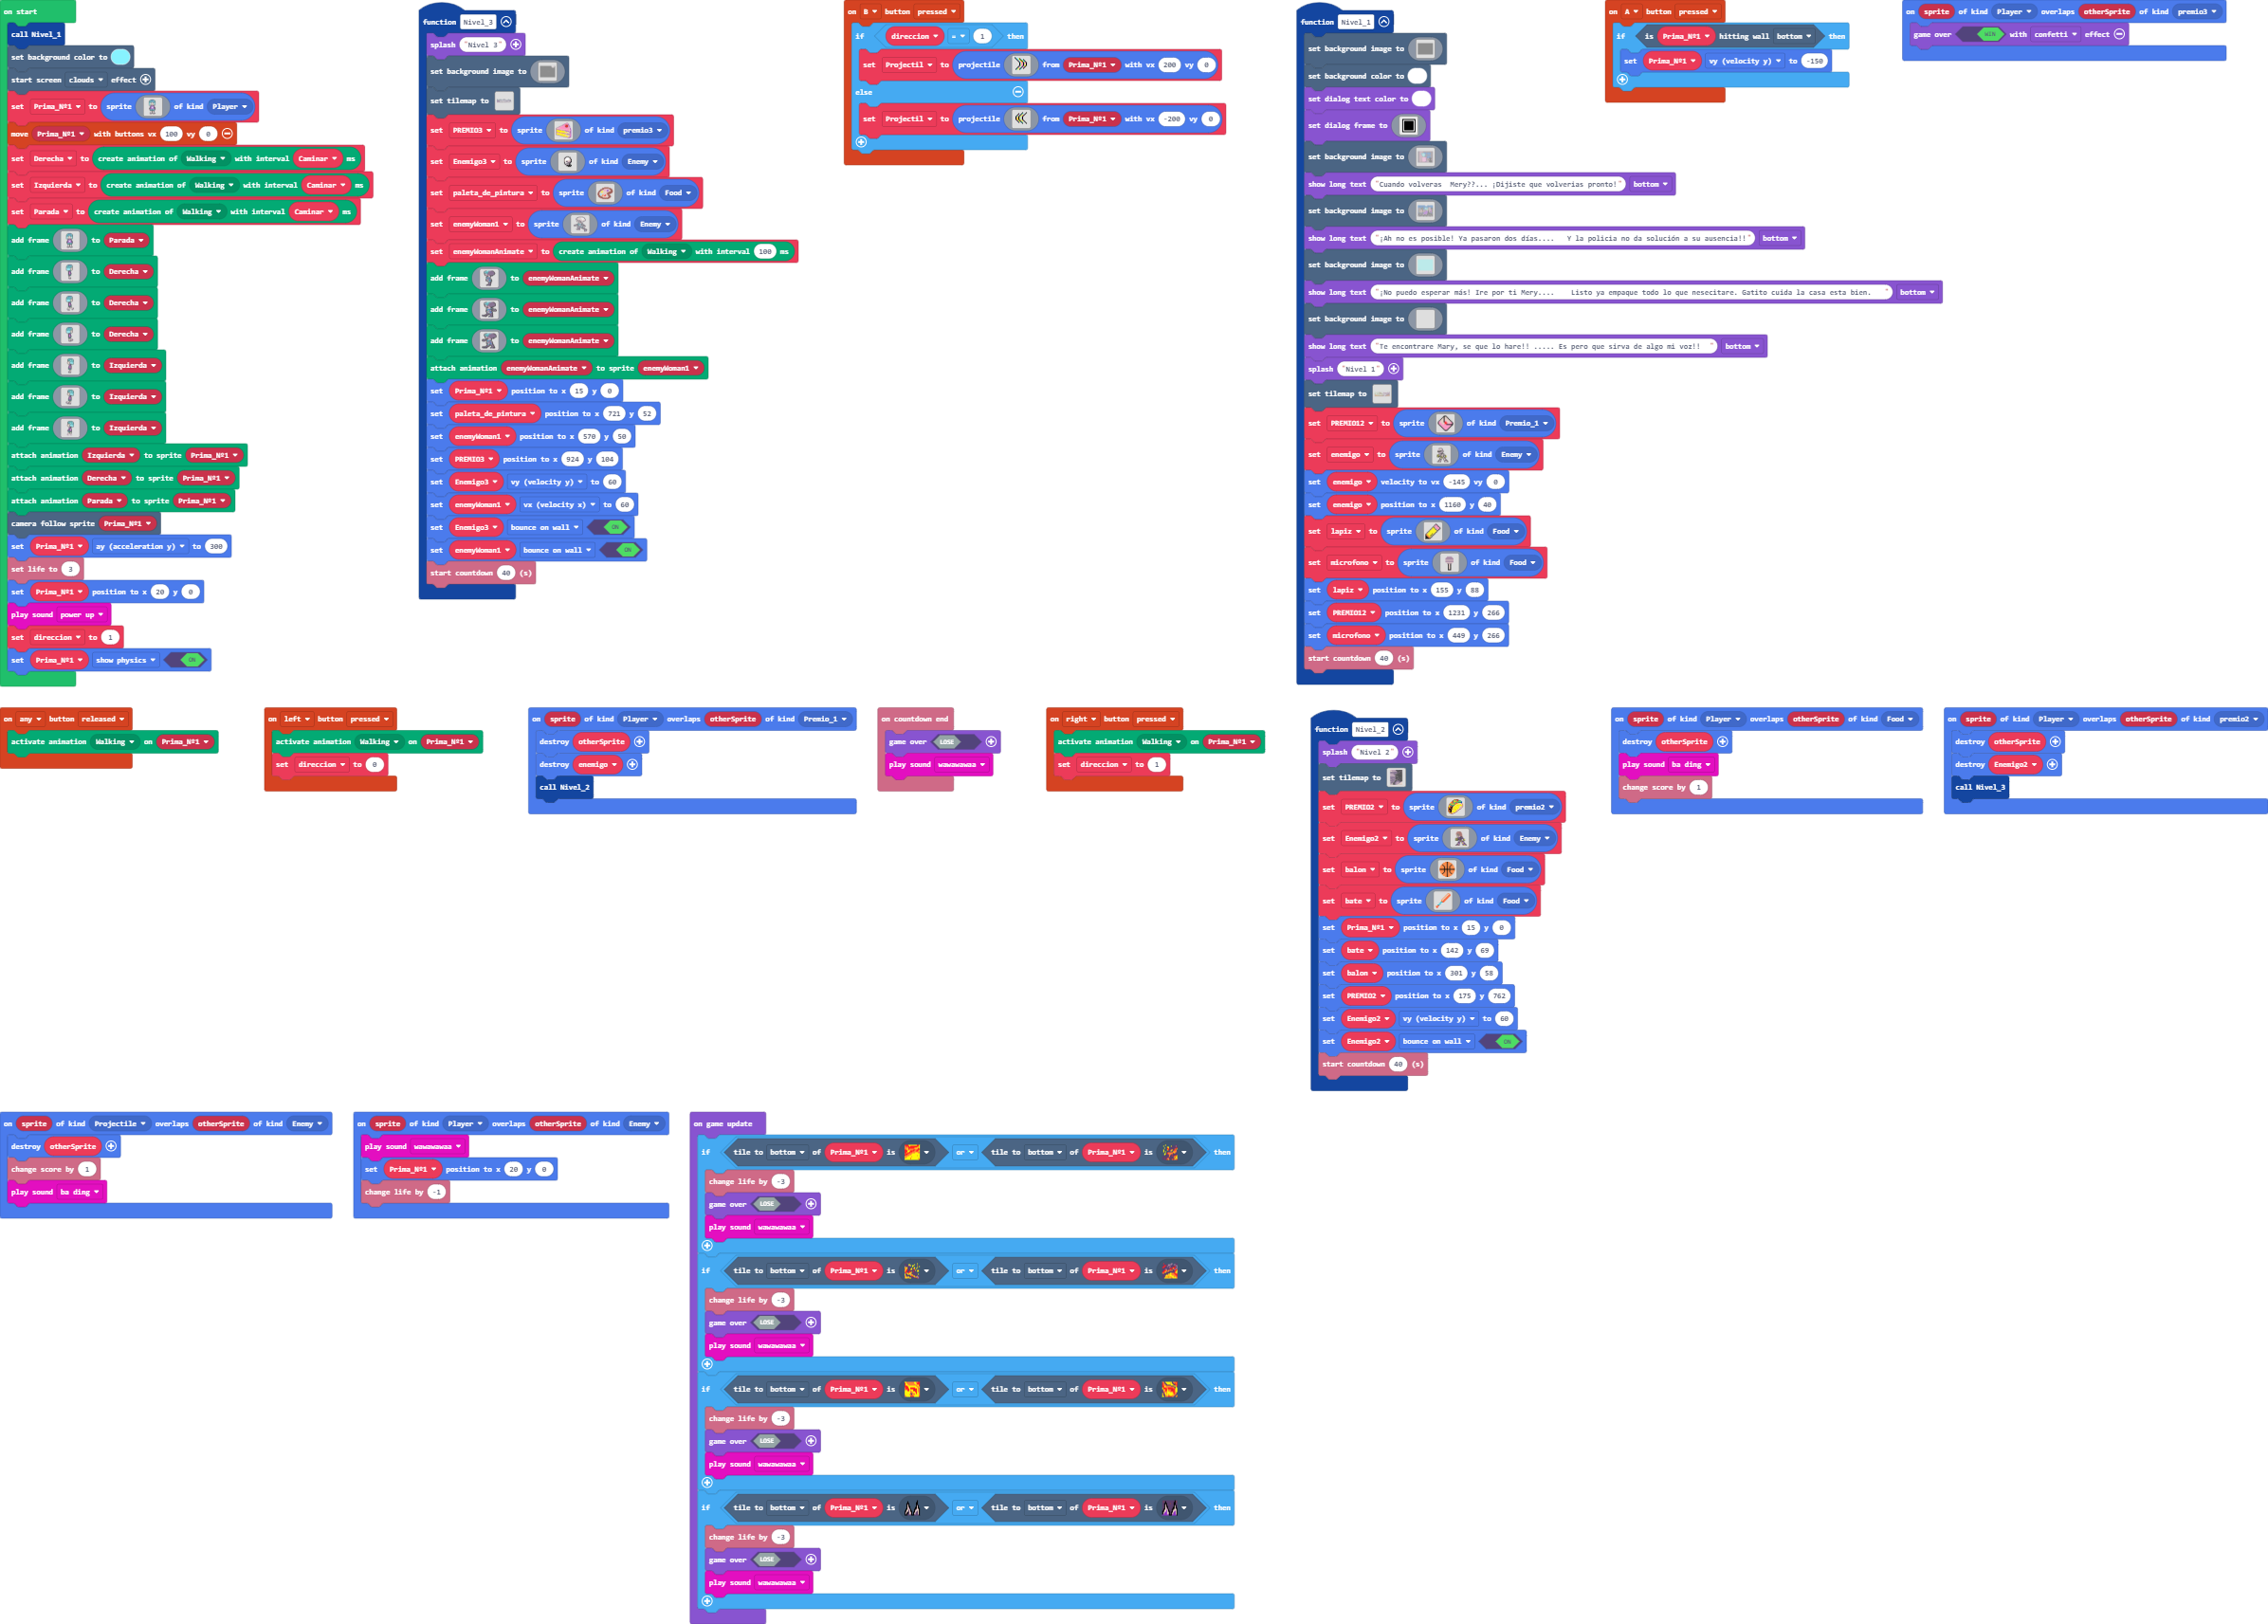 on start
call Nivel_1
set background color to
start screen clouds effect
set Prima_Nº1 to sprite of kind Player
move Prima_Nº1 with buttons vx 100 vy 0
set Derecha to create animation of Walking with interval Caminar ms
set Izquierda to create animation of Walking with interval Caminar ms
set Parada to create animation of Walking with interval Caminar ms
add frame to Parada
add frame to Derecha
add frame to Derecha
add frame to Derecha
add frame to Izquierda
add frame to Izquierda
add frame to Izquierda
attach animation Izquierda to sprite Prima_Nº1
attach animation Derecha to sprite Prima_Nº1
attach animation Parada to sprite Prima_Nº1
camera follow sprite Prima_Nº1
set Prima_Nº1 ay (acceleration y) to 300
set life to 3
set Prima_Nº1 position to x 20 y 0
play sound power up
set direccion to 1
set Prima_Nº1 show physics ON
function Nivel_3
splash "Nivel 3"
set background image to
set tilemap to
set PREMIO3 to sprite of kind premio3
set Enemigo3 to sprite of kind Enemy
set paleta_de_pintura to sprite of kind Food
set enemyWoman1 to sprite of kind Enemy
set enemyWomanAnimate to create animation of Walking with interval 100 ms
add frame to enemyWomanAnimate
add frame to enemyWomanAnimate
add frame to enemyWomanAnimate
attach animation enemyWomanAnimate to sprite enemyWoman1
set Prima_Nº1 position to x 15 y 0
set paleta_de_pintura position to x 721 y 52
set enemyWoman1 position to x 570 y 50
set PREMIO3 position to x 924 y 104
set Enemigo3 vy (velocity y) to 60
set enemyWoman1 vx (velocity x) to 60
set Enemigo3 bounce on wall ON
set enemyWoman1 bounce on wall ON
start countdown 40 (s)
on B button pressed
if direccion = 1 then
set Projectil to projectile from Prima_Nº1 with vx 200 vy 0
else
set Projectil to projectile from Prima_Nº1 with vx -200 vy 0
function Nivel_1
set background image to
set background color to
set dialog text color to
set dialog frame to
set background image to
show long text "Cuando volveras Mery??... ¡Dijiste que volverias pronto!" bottom
set background image to
show long text "¡Ah no es posible! Ya pasaron dos días.... Y la policia no da solución a su ausencia!!" bottom
set background image to
show long text "¡No puedo esperar más! Ire por ti Mery.... Listo ya empaque todo lo que nesecitare. Gatito cuida la casa esta bien. " bottom
set background image to
show long text "Te encontrare Mary, se que lo hare!! ..... Es pero que sirva de algo mi voz!! " bottom
splash "Nivel 1"
set tilemap to
set PREMIO12 to sprite of kind Premio_1
set enemigo to sprite of kind Enemy
set enemigo velocity to vx -145 vy 0
set enemigo position to x 1160 y 40
set lapiz to sprite of kind Food
set microfono to sprite of kind Food
set lapiz position to x 155 y 88
set PREMIO12 position to x 1231 y 266
set microfono position to x 449 y 266
start countdown 40 (s)
on A button pressed
if is Prima_Nº1 hitting wall bottom then
set Prima_Nº1 vy (velocity y) to -150
on sprite of kind Player overlaps otherSprite of kind premio3
game over WIN with confetti effect
on any button released
activate animation Walking on Prima_Nº1
on left button pressed
activate animation Walking on Prima_Nº1
set direccion to 0
on sprite of kind Player overlaps otherSprite of kind Premio_1
destroy otherSprite
destroy enemigo
call Nivel_2
on countdown end
game over LOSE
play sound wawawawaa
on right button pressed
activate animation Walking on Prima_Nº1
set direccion to 1
function Nivel_2
splash "Nivel 2"
set tilemap to
set PREMIO2 to sprite of kind premio2
set Enemigo2 to sprite of kind Enemy
set balon to sprite of kind Food
set bate to sprite of kind Food
set Prima_Nº1 position to x 15 y 0
set bate position to x 142 y 69
set balon position to x 301 y 58
set PREMIO2 position to x 175 y 762
set Enemigo2 vy (velocity y) to 60
set Enemigo2 bounce on wall ON
start countdown 40 (s)
on sprite of kind Player overlaps otherSprite of kind Food
destroy otherSprite
play sound ba ding
change score by 1
on sprite of kind Player overlaps otherSprite of kind premio2
destroy otherSprite
destroy Enemigo2
call Nivel_3
on sprite of kind Projectile overlaps otherSprite of kind Enemy
destroy otherSprite
change score by 1
play sound ba ding
on sprite of kind Player overlaps otherSprite of kind Enemy
play sound wawawawaa
set Prima_Nº1 position to x 20 y 0
change life by -1
on game update
if tile to bottom of Prima_Nº1 is or tile to bottom of Prima_Nº1 is then
change life by -3
game over LOSE
play sound wawawawaa
if tile to bottom of Prima_Nº1 is or tile to bottom of Prima_Nº1 is then
change life by -3
game over LOSE
play sound wawawawaa
if tile to bottom of Prima_Nº1 is or tile to bottom of Prima_Nº1 is then
change life by -3
game over LOSE
play sound wawawawaa
if tile to bottom of Prima_Nº1 is or tile to bottom of Prima_Nº1 is then
change life by -3
game over LOSE
play sound wawawawaa